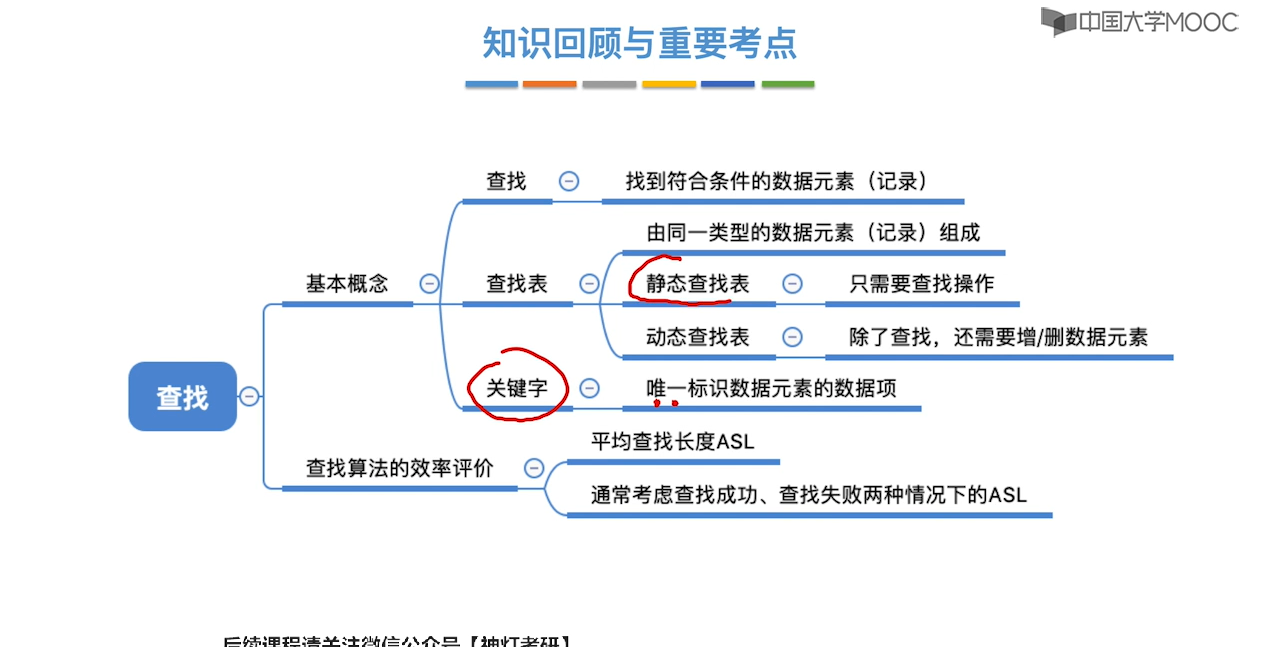 中国大学MOOC
知识回顾与重要考点
查找
找到符合条件的数据元素（记录）
由同一类型的数据元素（记录）组成
基本概念
查找表
静态查找表
只需要查找操作
动态查找表
除了查找，还需要增/删数据元素
查找
关键字
唯一标识数据元素的数据项
平均查找长度ASL
查找算法的效率评价
通常考虑查找成功、查找失败两种情况下的ASL
后续课程请关注微信公众号【神灯考研】